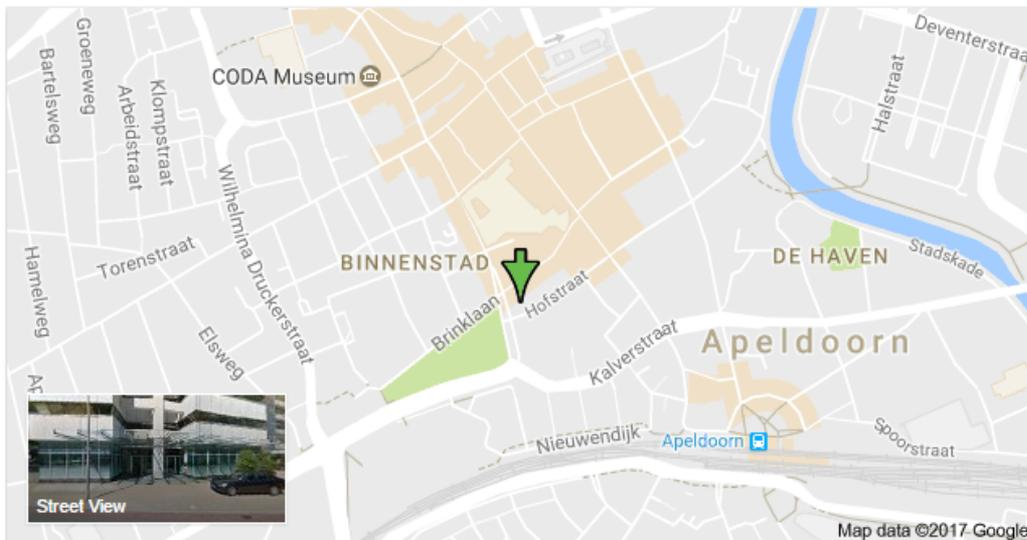 Deventerstraa
Groeneweg
Bartelsweg
CODA Museum
Klompstraat
Arbeidstraat
Halstraat
Wilhelmina Druckerstraat
Torenstraat
Hamelweg
BINNENSTAD
DE HAVEN
Stadskade
Hofstraat
Brinklaan
Elsweg
Kalverstraat
Apeldoorn
Ap
Nieuwendijk
Apeldoorn
Spoorstraat
Street View
Map data ©2017 Google